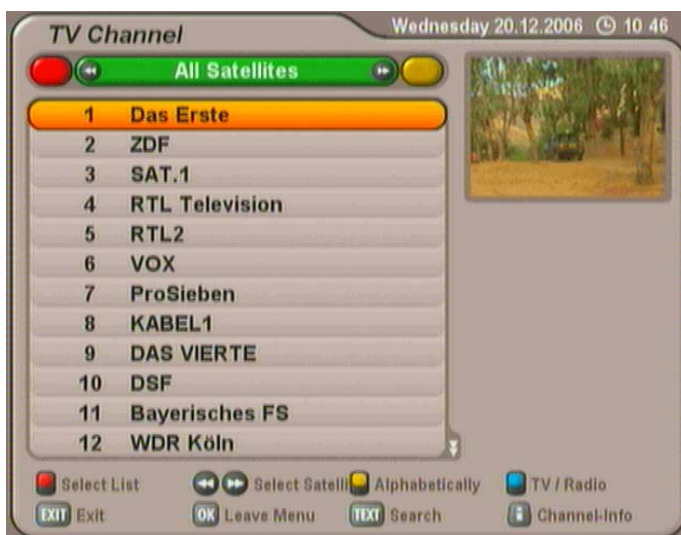 TV Channel
Wednesday 20.12.2006 10 46
All Satellites
1 Das Erste
2 ZDF
3 SAT.1
4 RTL Television
5 RTL2
6 VOX
7 ProSieben
8 KABEL1
9 DAS VIERTE
10 DSF
11 Bayerisches FS
12 WDR Köln
Select List Select Satelli Alphabetically TV / Radio
EXIT Exit OK Leave Menu TEXT Search i Channel-Info